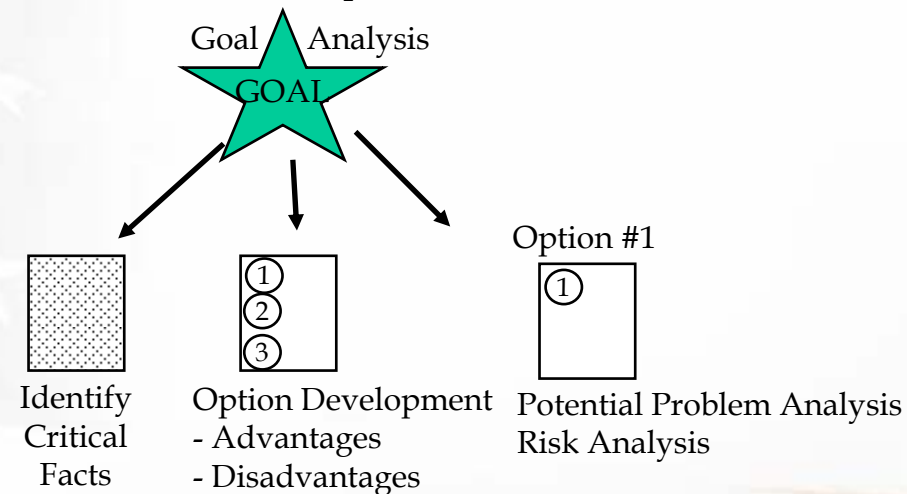 Goal Analysis
GOAL
Option #1
1
2
3
1
Identify
Critical
Facts
Option Development
- Advantages
- Disadvantages
Potential Problem Analysis
Risk Analysis